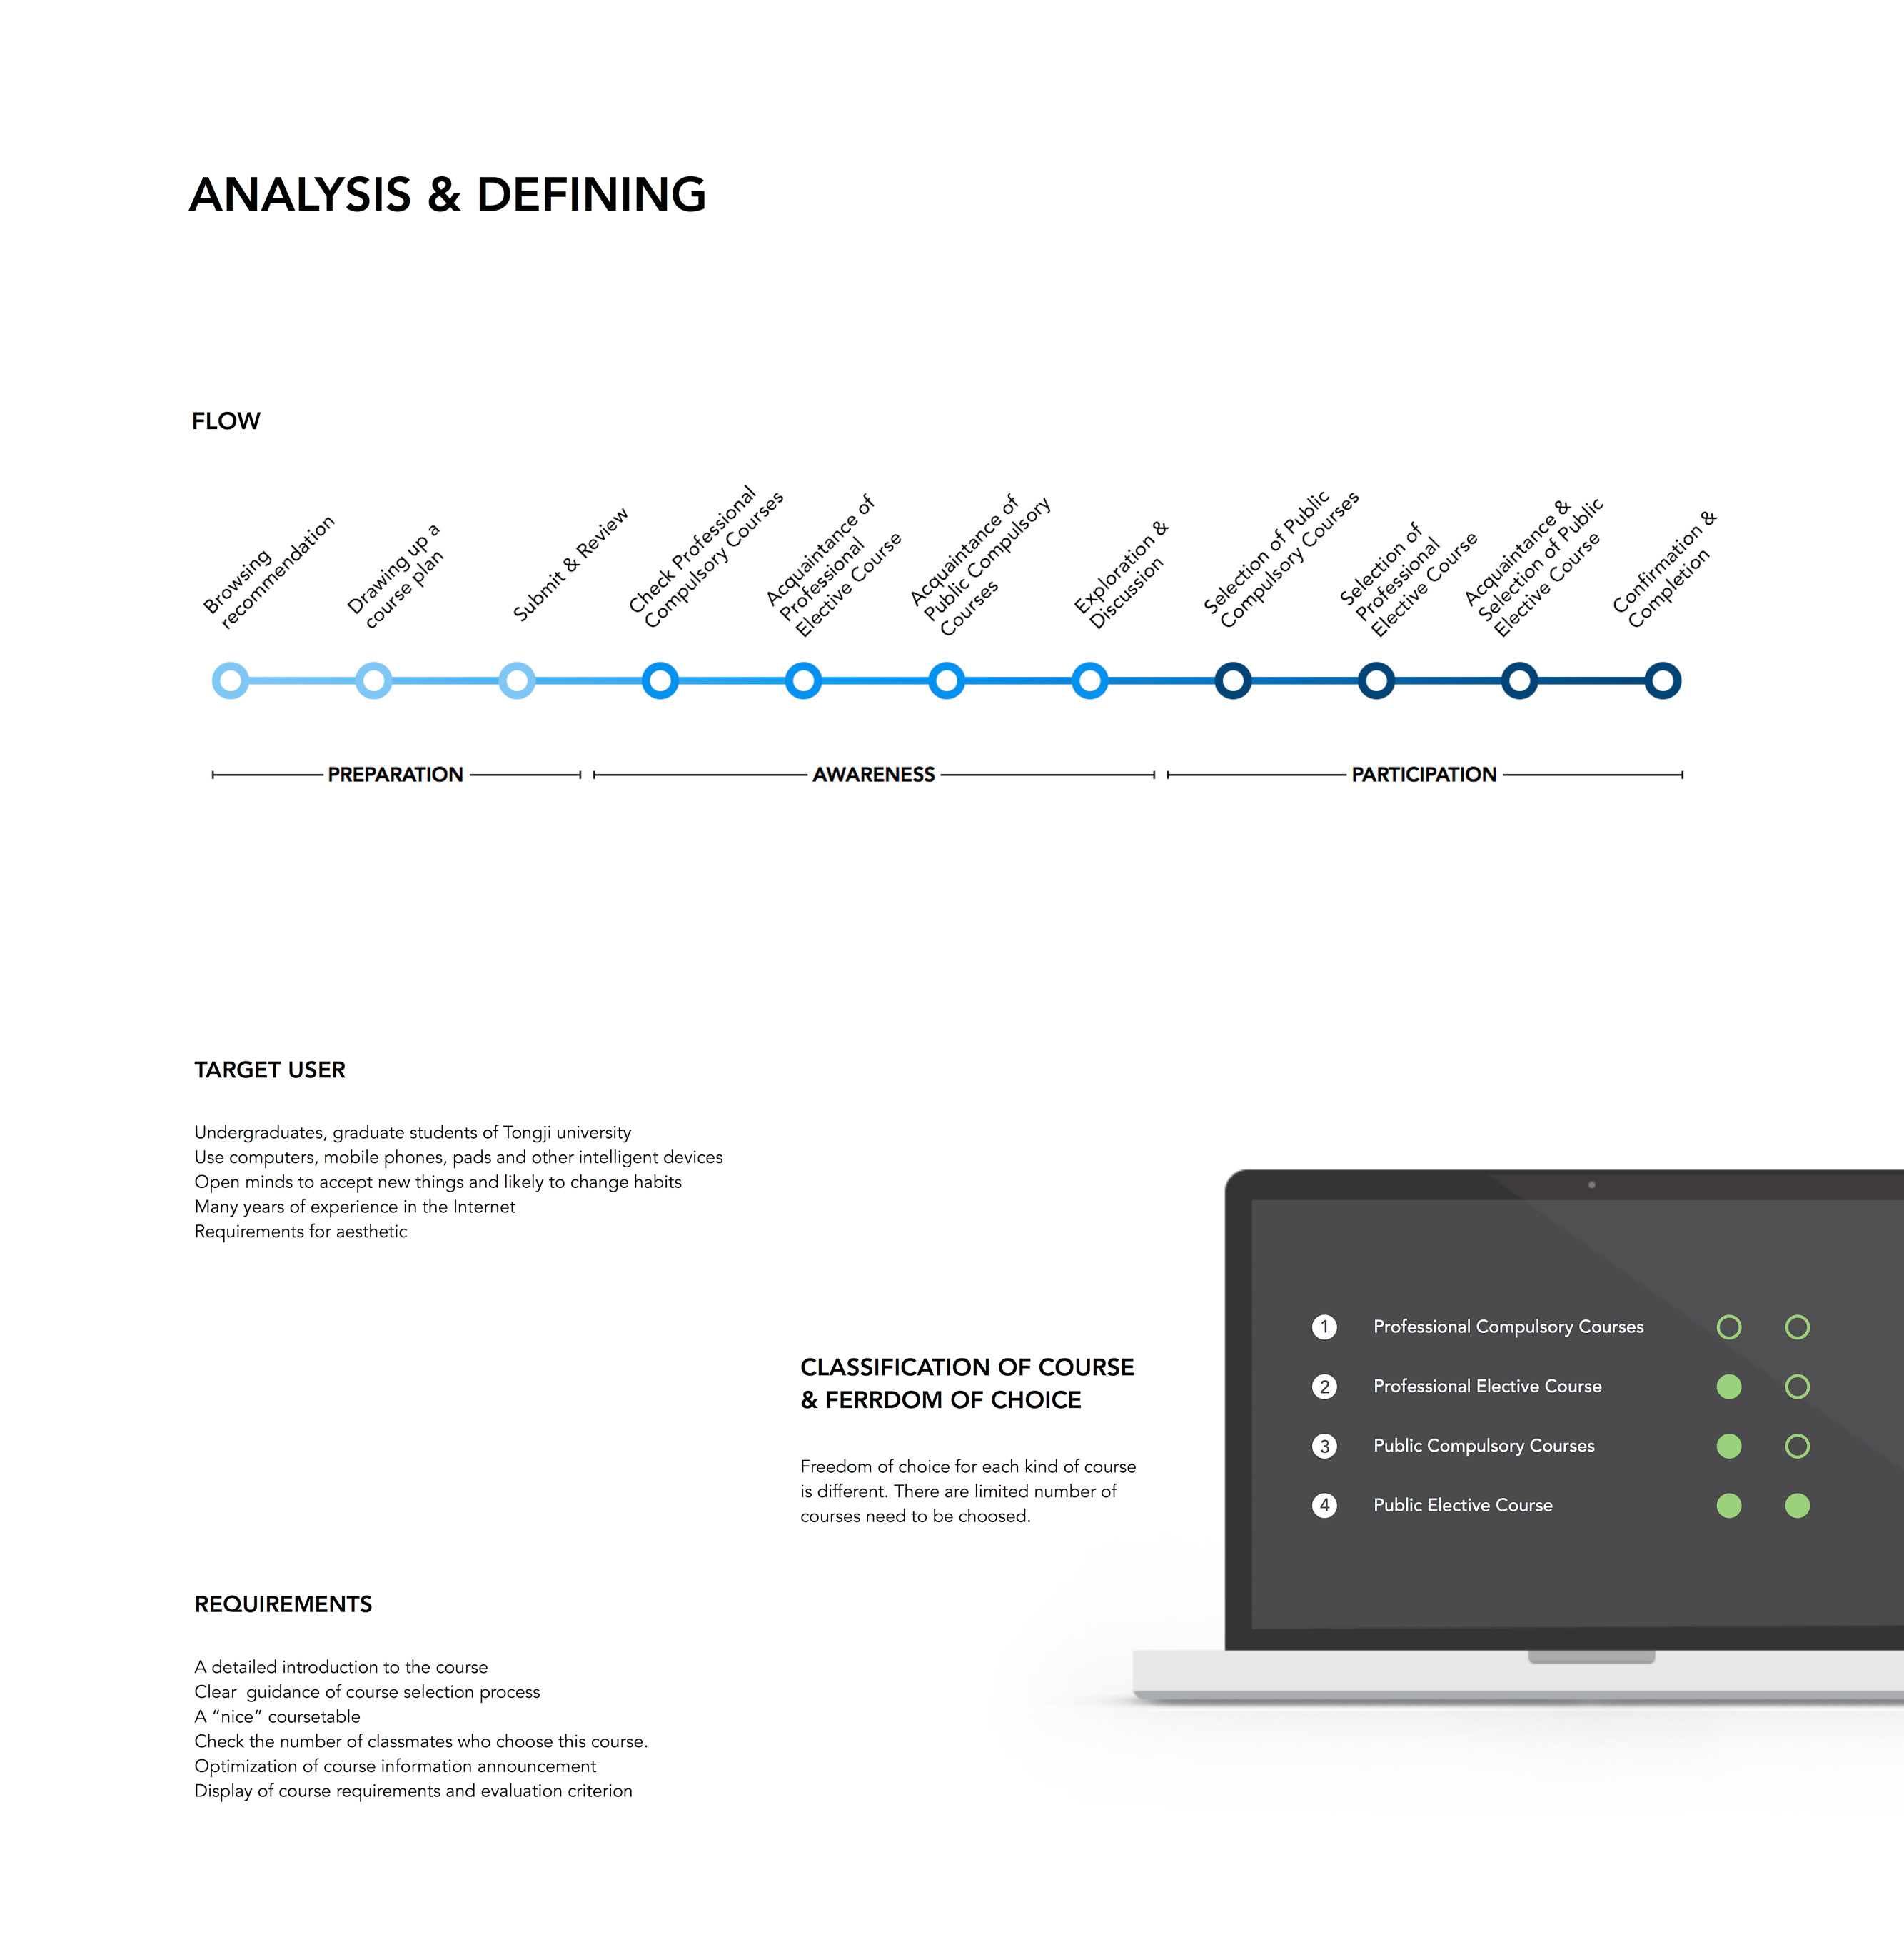 ANALYSIS & DEFINING
FLOW
Browsing
recommendation
Drawing up a
course plan
Submit & Review
Check Professional
Compulsory Courses
Acquaintance of
Professional
Elective Course
Acquaintance of
Public Compulsory
Courses
Exploration &
Discussion
Selection of Public
Compulsory Courses
Selection of
Professional
Elective Course
Acquaintance &
Selection of Public
Elective Course
Confirmation &
Completion
PREPARATION
AWARENESS
PARTICIPATION
TARGET USER
Undergraduates, graduate students of Tongji university
Use computers, mobile phones, pads and other intelligent devices
Open minds to accept new things and likely to change habits
Many years of experience in the Internet
Requirements for aesthetic
CLASSIFICATION OF COURSE
& FERRDOM OF CHOICE
Freedom of choice for each kind of course
is different. There are limited number of
courses need to be choosed.
1 Professional Compulsory Courses
2 Professional Elective Course
3 Public Compulsory Courses
4 Public Elective Course
REQUIREMENTS
A detailed introduction to the course
Clear  guidance of course selection process
A “nice” coursetable
Check the number of classmates who choose this course.
Optimization of course information announcement
Display of course requirements and evaluation criterion